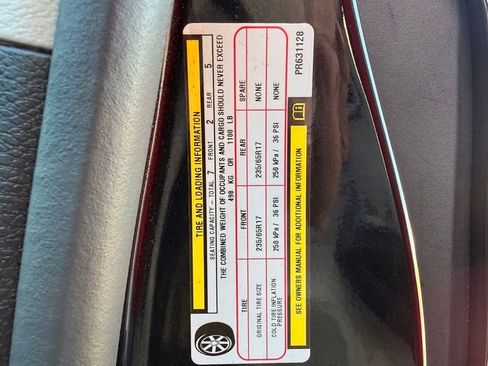 TIRE AND LOADING INFORMATION
SEATING CAPACITY - TOTAL 7 FRONT 2 REAR 5
THE COMBINED WEIGHT OF OCCUPANTS AND CARGO SHOULD NEVER EXCEED
498 KG OR 1100 LB
TIRE FRONT REAR SPARE
ORIGINAL TIRE SIZE 235/65R17 235/65R17 NONE
COLD TIRE INFLATION PRESSURE 250 kPa/ 36 PSI 250 kPa/ 36 PSI NONE
SEE OWNERS MANUAL FOR ADDITIONAL INFORMATION
PR631128